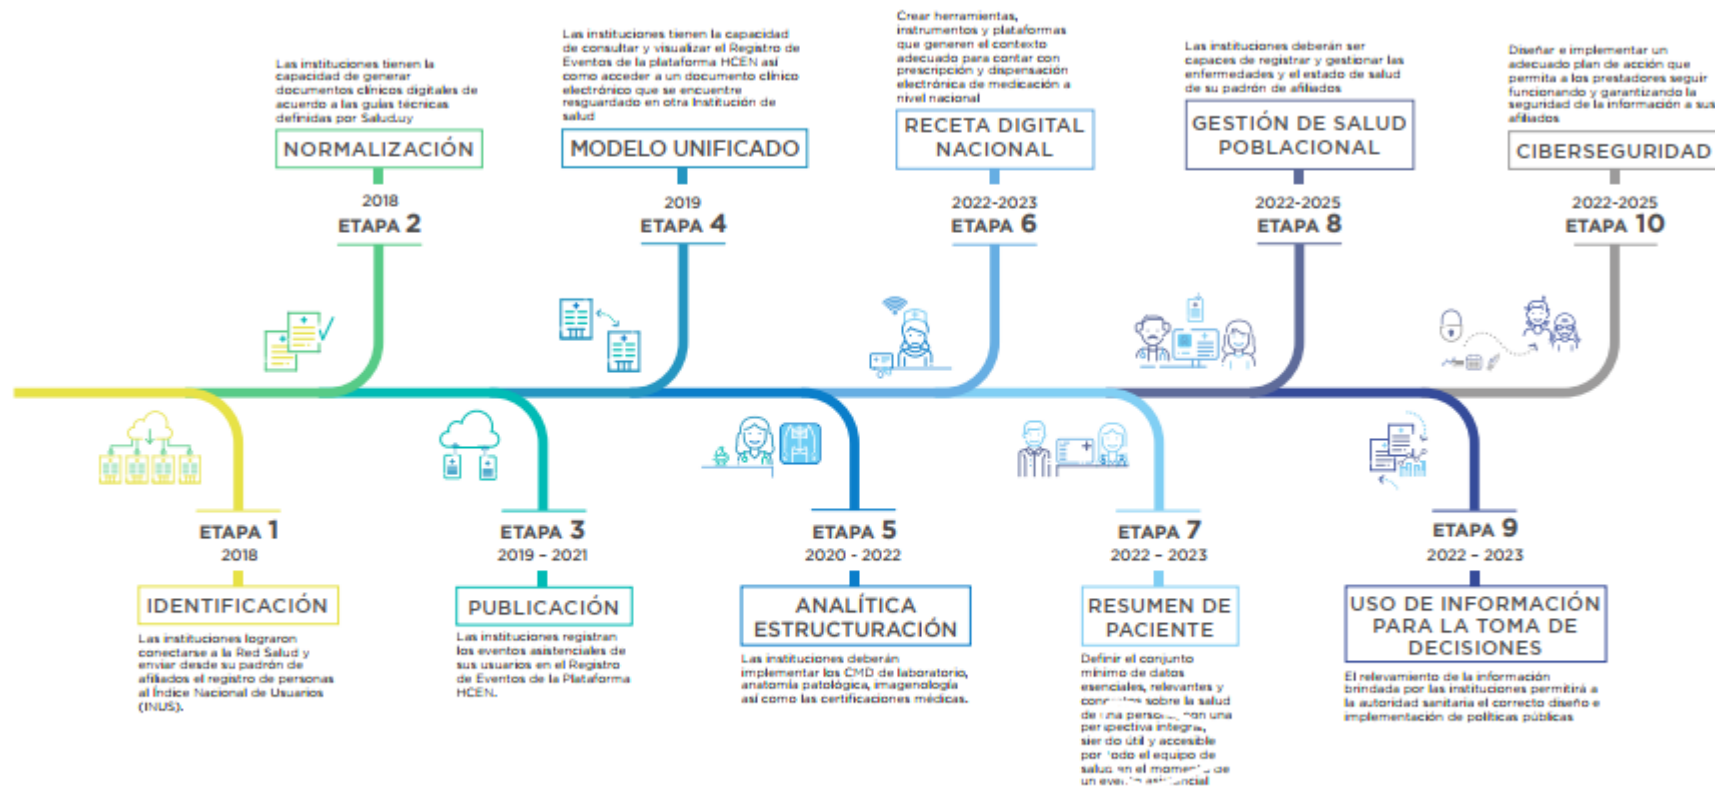 Las instituciones tienen la
capacidad de generar
documentos clínicos digitales de
acuerdo a las guías técnicas
definidas por Salud.uy
NORMALIZACIÓN
2018
ETAPA 2
Las instituciones tienen la capacidad
de consultar y visualizar el Registro de
Eventos de la plataforma HCEN así
como acceder a un documento clínico
electrónico que se encuentre
resguardado en otra Institución de
salud
MODELO UNIFICADO
2019
ETAPA 4
Crear herramientas,
instrumentos y plataformas
que generen el contexto
adecuado para contar con
prescripción y dispensación
electrónica de medicación a
nivel nacional
RECETA DIGITAL
NACIONAL
2022-2023
ETAPA 6
Las instituciones deberán ser
capaces de registrar y gestionar las
enfermedades y el estado de salud
de su padrón de afiliados
GESTIÓN DE SALUD
POBLACIONAL
2022-2025
ETAPA 8
Diseñar e implementar un
adecuado plan de acción que
permita a los prestadores seguir
funcionando y garantizando la
seguridad de la información a sus
afiliados
CIBERSEGURIDAD
2022-2025
ETAPA 10
ETAPA 1
2018
IDENTIFICACIÓN
Las instituciones lograron
conectarse a la Red Salud y
enviar desde su padrón de
afiliados el registro de personas
al Índice Nacional de Usuarios
(INUS).
ETAPA 3
2019 – 2021
PUBLICACIÓN
Las instituciones registran
los eventos asistenciales de
sus usuarios en el Registro
de Eventos de la Plataforma
HCEN.
ETAPA 5
2020 - 2022
ANALÍTICA
ESTRUCTURACIÓN
Las instituciones deberán
implementar los CMD de laboratorio,
anatomía patológica, imagenología
así como las certificaciones médicas.
ETAPA 7
2022 – 2023
RESUMEN DE
PACIENTE
Definir el conjunto
mínimo de datos
esenciales, relevantes y
sobre la salud
de una persona, con una
perspectiva integral,
siendo útil y accesible
por todo el equipo de
salud en el momento de
un evento asistencial
ETAPA 9
2022 – 2023
USO DE INFORMACIÓN
PARA LA TOMA DE
DECISIONES
El relevamiento de la información
brindada por las instituciones permitirá a
la autoridad sanitaria el correcto diseño e
implementación de políticas públicas